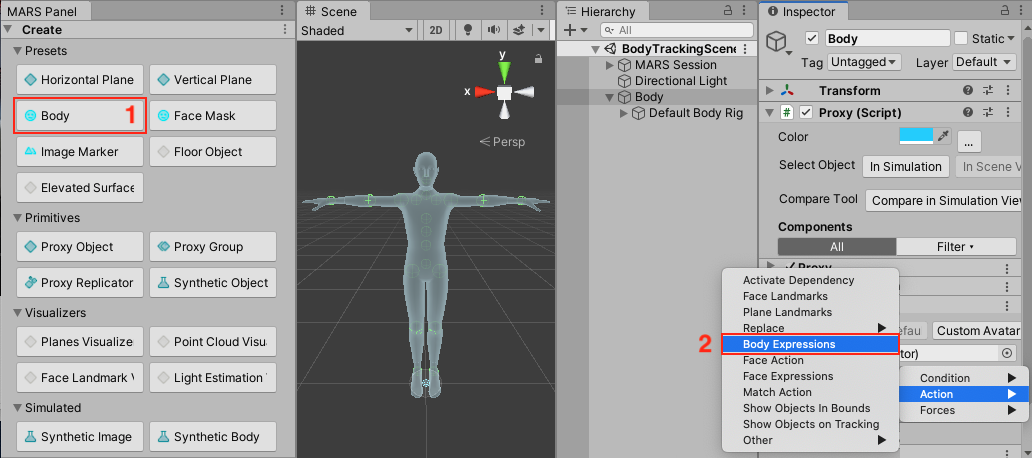 MARS Panel
Create
Presets
Horizontal Plane
Vertical Plane
Body
1
Face Mask
Image Marker
Floor Object
Elevated Surface
Primitives
Proxy Object
Proxy Group
Proxy Replicator
Synthetic Object
Visualizers
Planes Visualize
Point Cloud Visu
Face Landmark V
Light Estimation
Simulated
Synthetic Image
Synthetic Body
Scene
Shaded
2D
y
x
Persp
Hierarchy
All
BodyTrackingScene
MARS Session
Directional Light
Body
Default Body Rig
Inspector
Body
Static
Tag
Untagged
Layer
Default
Transform
Proxy (Script)
Color
...
Select Object
In Simulation
In Scene V
Compare Tool
Compare in Simulation View
Components
All
Filter
Proxy
Custom Avatar
Activate Dependency
Face Landmarks
Plane Landmarks
Replace
2
Body Expressions
Face Action
Face Expressions
Match Action
Show Objects In Bounds
Show Objects on Tracking
Other
Condition
Action
Forces